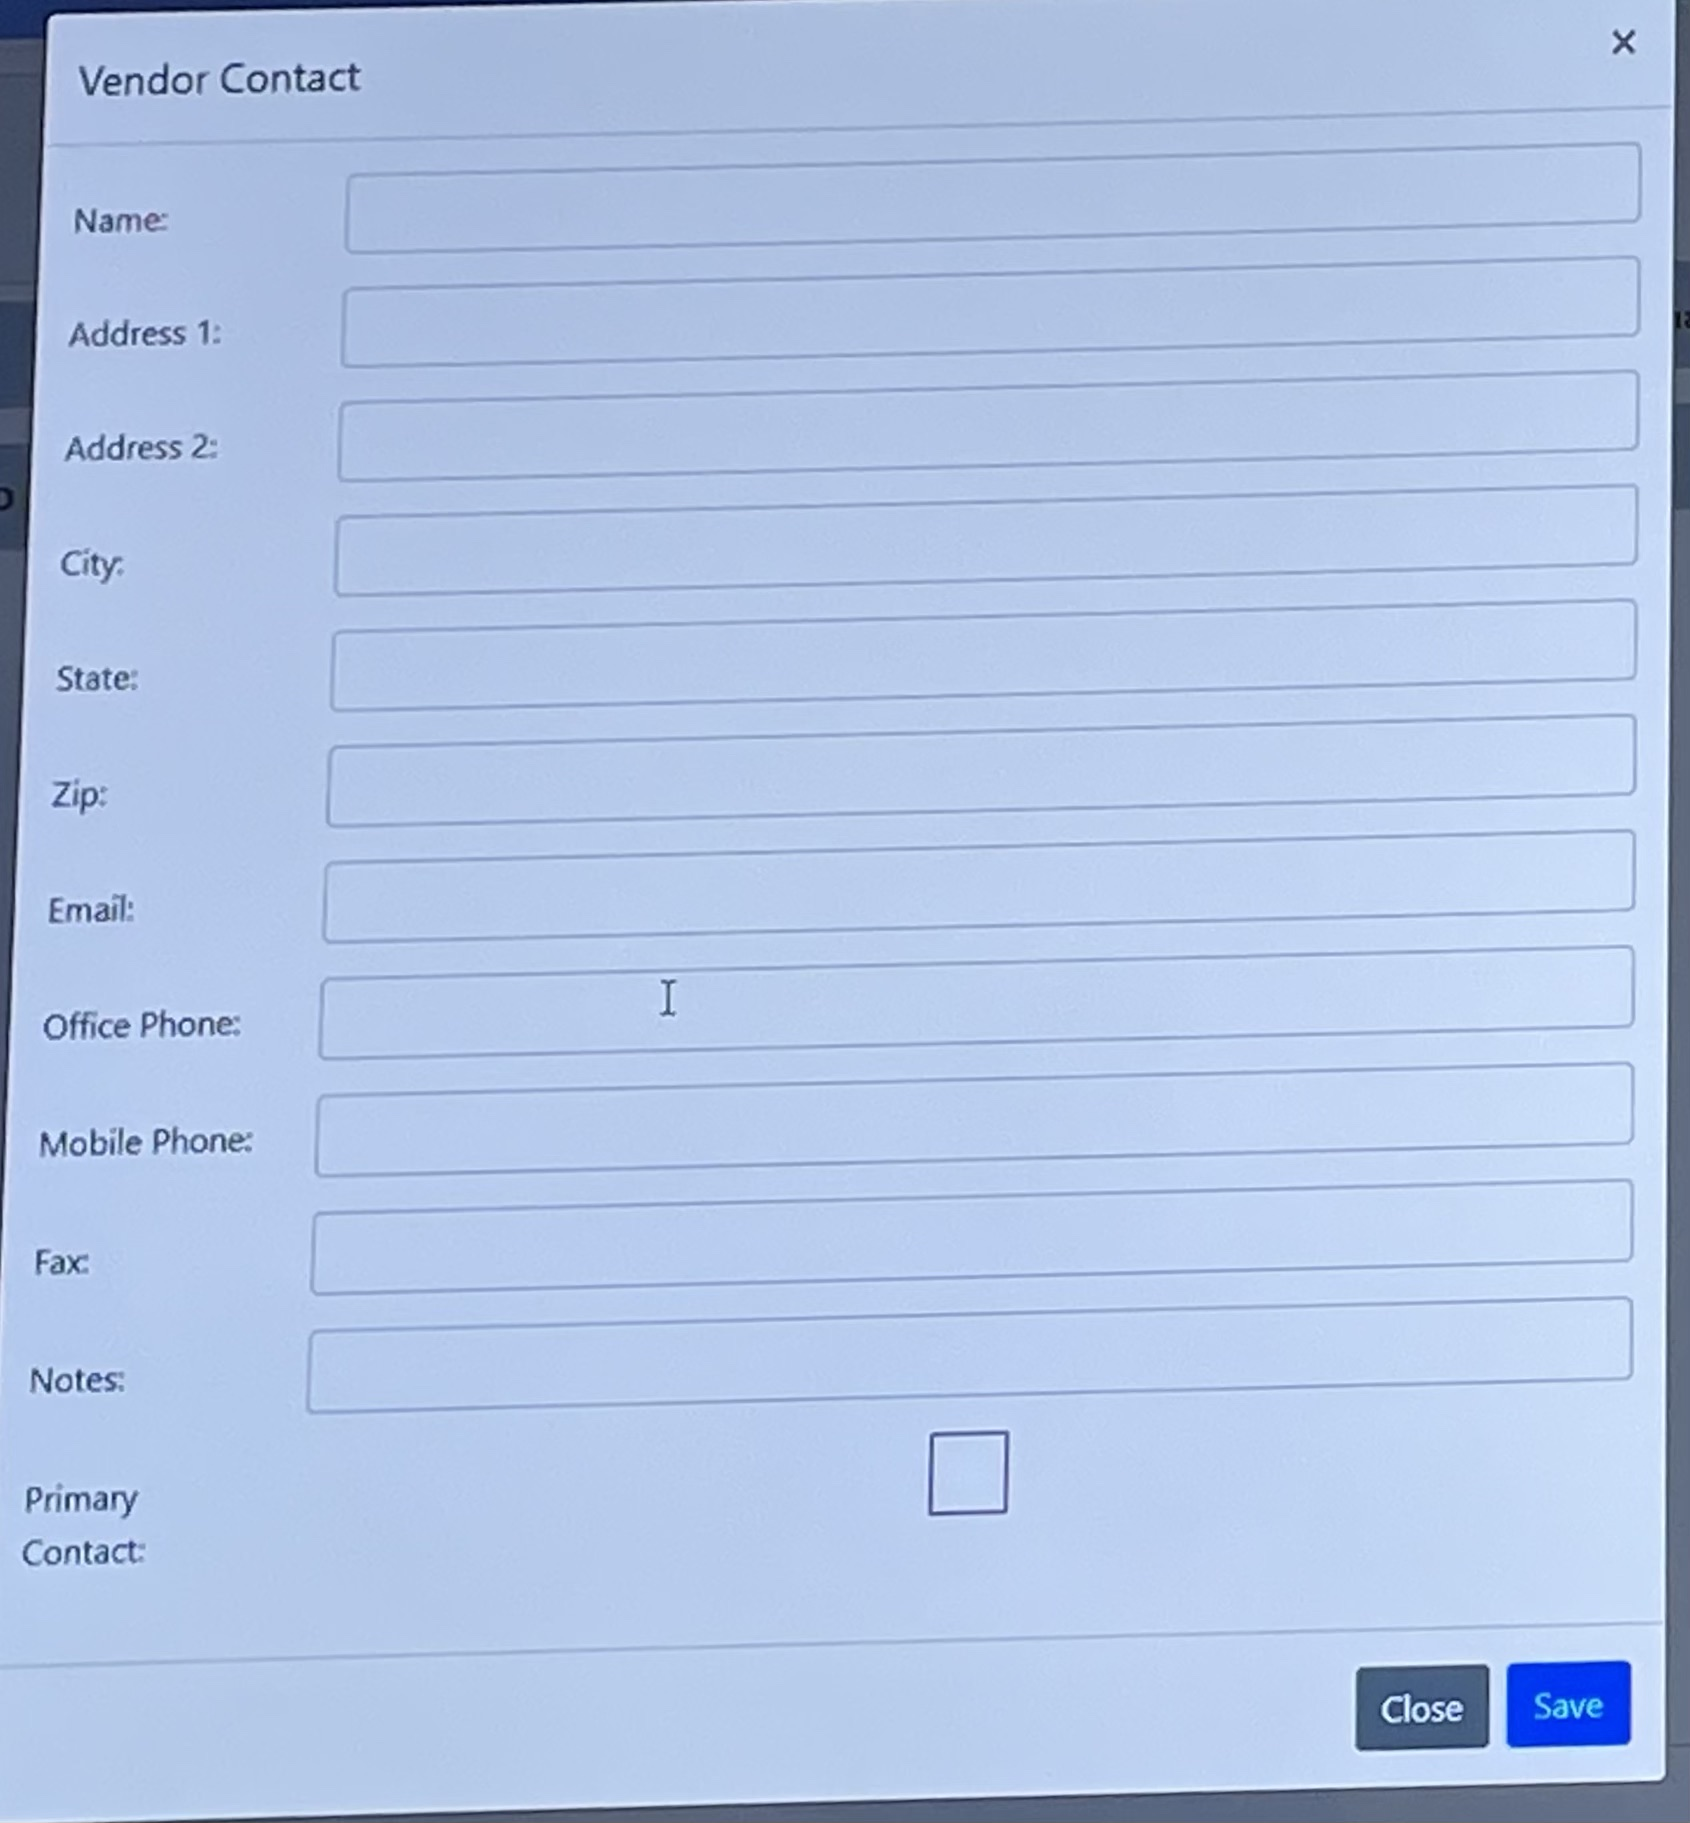 Vendor Contact
×
Name:
Address 1:
Address 2:
City:
State:
Zip:
Email:
Office Phone:
Mobile Phone:
Fax:
Notes:
Primary
Contact:
Close
Save